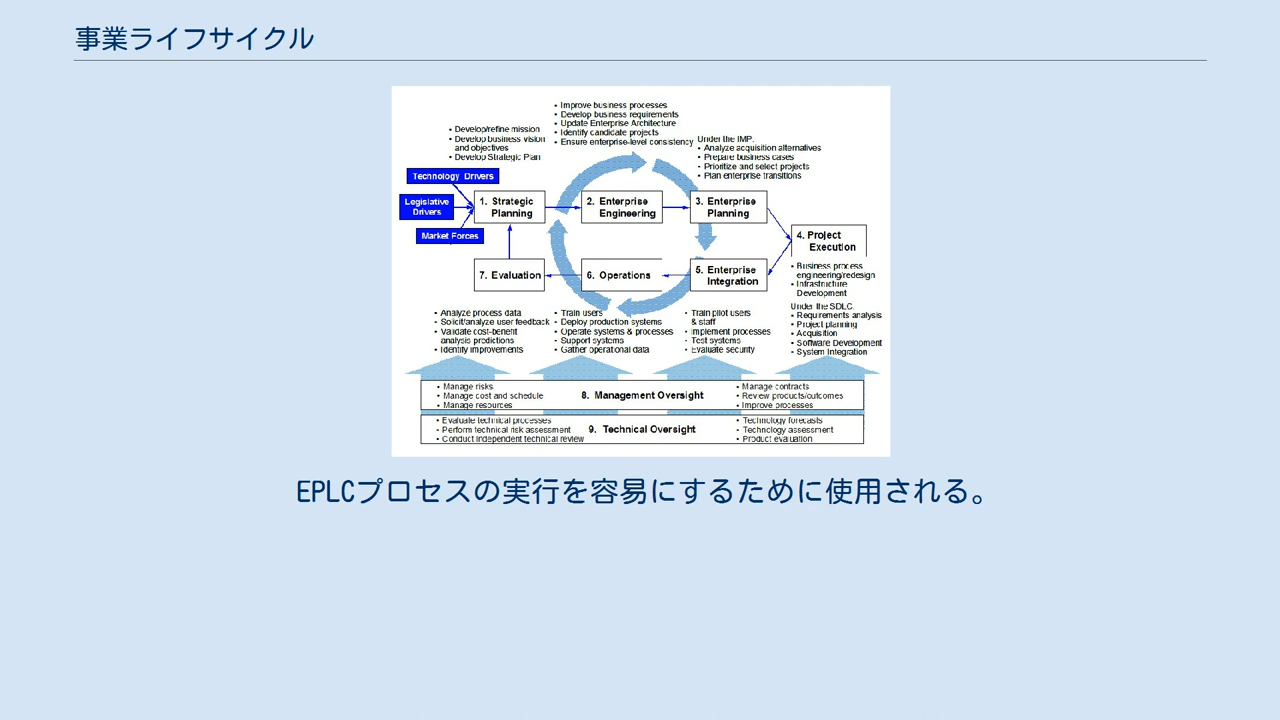 事業ライフサイクル
• Improve business processes
• Develop business requirements
• Update Enterprise Architecture
• Identify candidate projects
• Ensure enterprise-level consistency
• Develop/refine mission
• Develop business vision
and objectives
• Develop Strategic Plan
Under the IMP:
• Analyze acquisition alternatives
• Prepare business cases
• Prioritize and select projects
• Plan enterprise transitions
Technology Drivers
Legislative
Drivers
Market Forces
1. Strategic
Planning
2. Enterprise
Engineering
3. Enterprise
Planning
4. Project
Execution
5. Enterprise
Integration
6. Operations
7. Evaluation
• Business process
engineering/redesign
• Infrastructure
Development
Under the SDLC:
• Requirements analysis
• Project planning
• Acquisition
• Software Development
• System Integration
• Analyze process data
• Solicit/analyze user feedback
• Validate cost-benefit
analysis predictions
• Identify improvements
• Train users
• Deploy production systems
• Operate systems & processes
• Support systems
• Gather operational data
• Train pilot users
& staff
• Implement processes
• Test systems
• Evaluate security
• Manage risks
• Manage cost and schedule
• Manage resources
8. Management Oversight
• Manage contracts
• Review products/outcomes
• Improve processes
• Evaluate technical processes
• Perform technical risk assessment
• Conduct independent technical review
9. Technical Oversight
• Technology forecasts
• Technology assessment
• Product evaluation
EPLCプロセスの実行を容易にするために使用される。